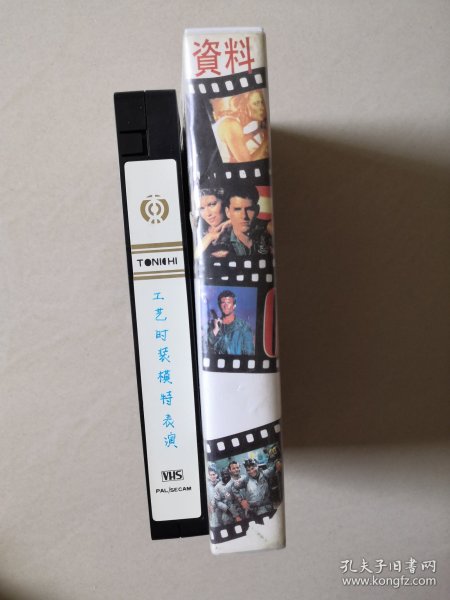 資料
TONICHI
工艺时装模特表演
VHS
PAL/SECAM
孔夫子旧书网
www.kongfz.com